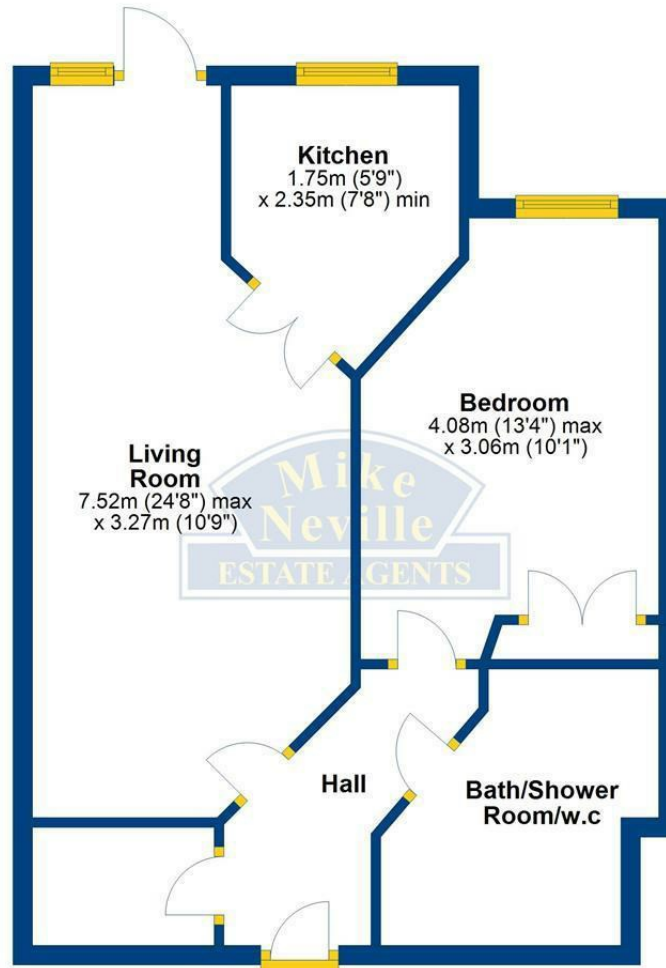 Kitchen
1.75m (5'9")
x 2.35m (7'8") min
Bedroom
4.08m (13'4") max
x 3.06m (10'1")
Living
Room
7.52m (24'8") max
x 3.27m (10'9")
Mike
Neville
ESTATE AGENTS
Hall
Bath/Shower
Room/w.c